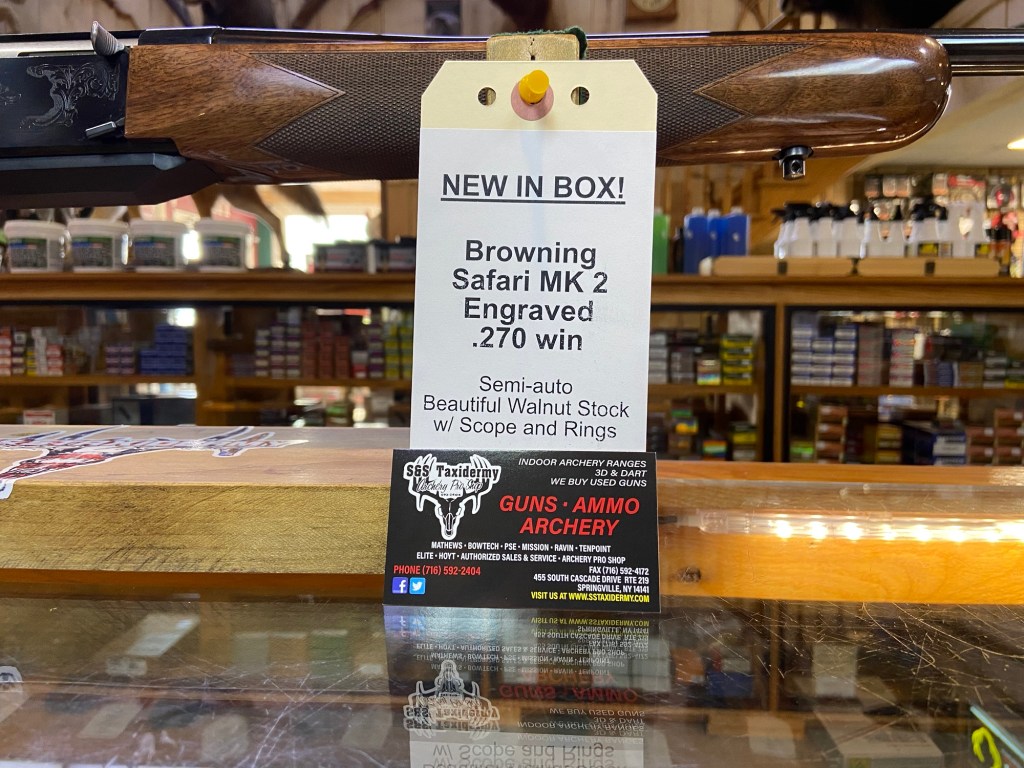 NEW IN BOX!
Browning
Safari MK 2
Engraved
.270 win
Semi-auto
Beautiful Walnut Stock
w/ Scope and Rings
S&S Taxidermy
Archery Pro Shop
INDOOR ARCHERY RANGES
3D & DART
WE BUY USED GUNS
GUNS · AMMO
ARCHERY
MATHEWS · BOWTECH · PSE · MISSION · RAVIN · TENPOINT
ELITE · HOYT · AUTHORIZED SALES & SERVICE · ARCHERY PRO SHOP
PHONE (716) 592-2404
FAX (716) 592-4172
455 SOUTH CASCADE DRIVE RTE 219
SPRINGVILLE, NY 14141
VISIT US AT WWW.SSTAXIDERMY.COM